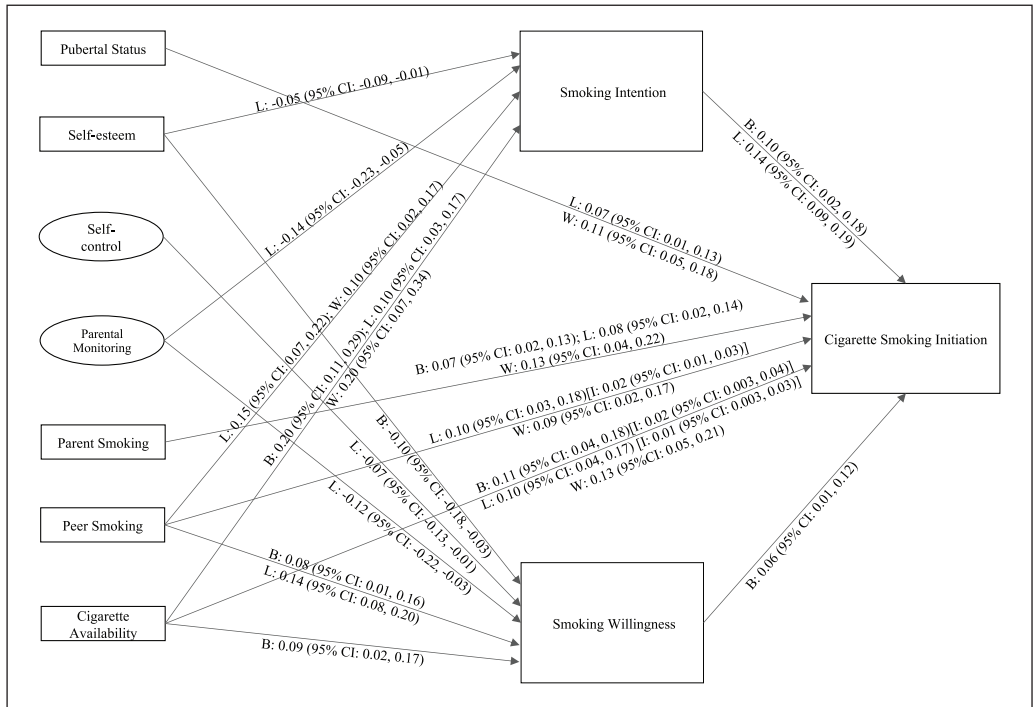 Pubertal Status
Self-esteem
Self-
control
Parental
Monitoring
Parent Smoking
Peer Smoking
Cigarette
Availability
Smoking Intention
Smoking Willingness
Cigarette Smoking Initiation
L: -0.05 (95% CI: -0.09, -0.01)
L: -0.14 (95% CI: -0.23, -0.05)
L: 0.15 (95% CI: 0.07, 0.22); W: 0.10 (95% CI: 0.02, 0.17)
B: 0.20 (95% CI: 0.11, 0.29); L: 0.10 (95% CI: 0.03, 0.17)
W: 0.20 (95% CI: 0.07, 0.34)
B: 0.10 (95% CI: 0.02, 0.18)
L: 0.14 (95% CI: 0.09, 0.19)
L: 0.07 (95% CI: 0.01, 0.13)
W: 0.11 (95% CI: 0.05, 0.18)
B: 0.07 (95% CI: 0.02, 0.13); L: 0.08 (95% CI: 0.02, 0.14)
W: 0.13 (95% CI: 0.04, 0.22)
L: 0.10 (95% CI: 0.03, 0.18)[I: 0.02 (95% CI: 0.01, 0.03)]
W: 0.09 (95% CI: 0.02, 0.17)
B: 0.11 (95% CI: 0.04, 0.18)[I: 0.02 (95% CI: 0.003, 0.04)]
L: 0.10 (95% CI: 0.04, 0.17) [I: 0.01 (95% CI: 0.003, 0.03)]
W: 0.13 (95%CI: 0.05, 0.21)
B: -0.10 (95% CI: -0.18, -0.03)
L: -0.07 (95% CI: -0.13, -0.01)
L: -0.12 (95% CI: -0.22, -0.03)
B: 0.08 (95% CI: 0.01, 0.16)
L: 0.14 (95% CI: 0.08, 0.20)
B: 0.09 (95% CI: 0.02, 0.17)
B: 0.06 (95% CI: 0.01, 0.12)